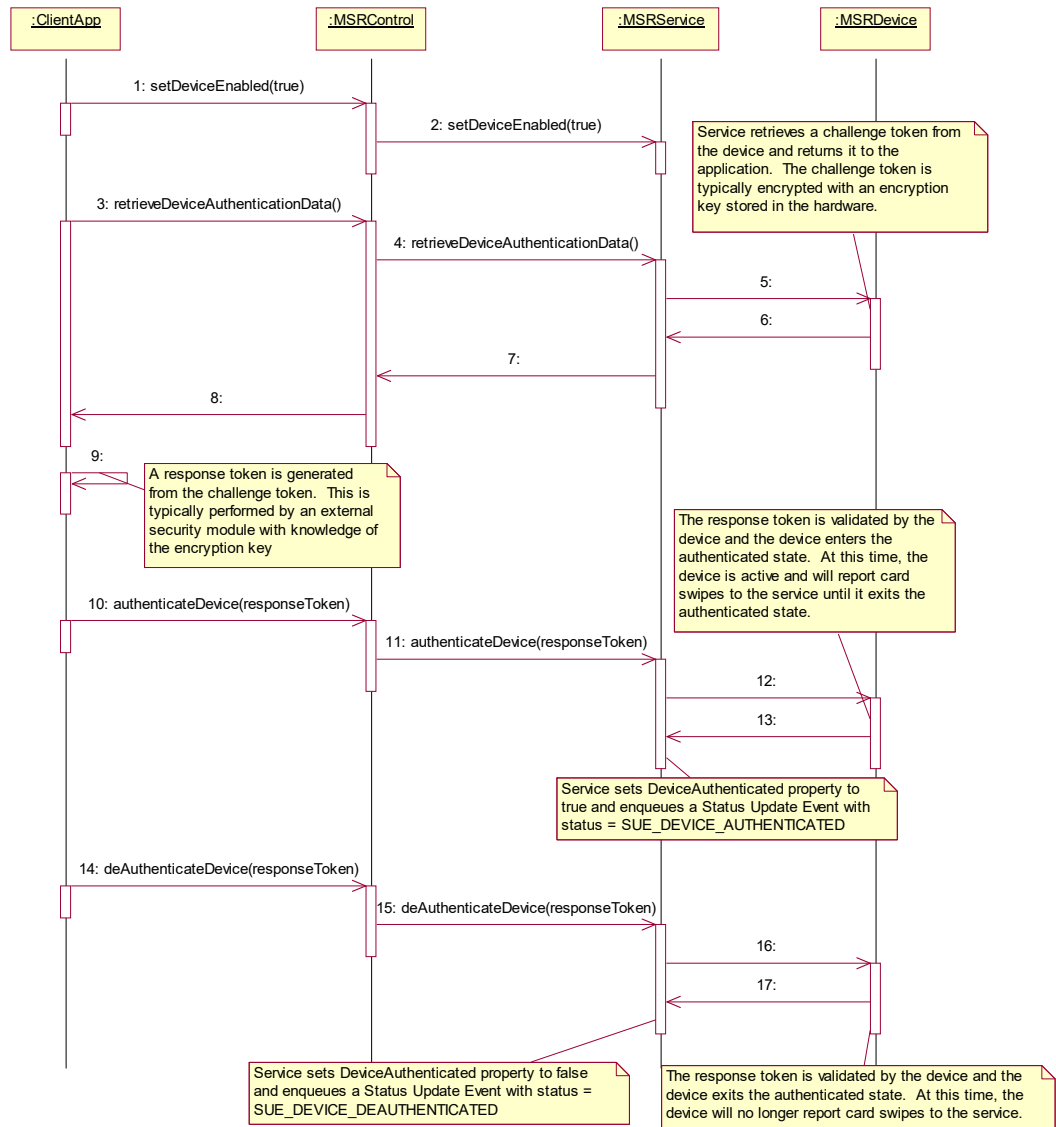 :ClientApp
:MSRControl
:MSRService
:MSRDevice
1: setDeviceEnabled(true)
2: setDeviceEnabled(true)
Service retrieves a challenge token from
the device and returns it to the
application. The challenge token is
typically encrypted with an encryption
key stored in the hardware.
3: retrieveDeviceAuthenticationData()
4: retrieveDeviceAuthenticationData()
5:
6:
7:
8:
9:
A response token is generated
from the challenge token. This is
typically performed by an external
security module with knowledge of
the encryption key
The response token is validated by the
device and the device enters the
authenticated state. At this time, the
device is active and will report card
swipes to the service until it exits the
authenticated state.
10: authenticateDevice(responseToken)
11: authenticateDevice(responseToken)
12:
13:
Service sets DeviceAuthenticated property to
true and enqueues a Status Update Event with
status = SUE_DEVICE_AUTHENTICATED
14: deAuthenticateDevice(responseToken)
15: deAuthenticateDevice(responseToken)
16:
17:
Service sets DeviceAuthenticated property to false
and enqueues a Status Update Event with status =
SUE_DEVICE_DEAUTHENTICATED
The response token is validated by the device and the
device exits the authenticated state. At this time, the
device will no longer report card swipes to the service.